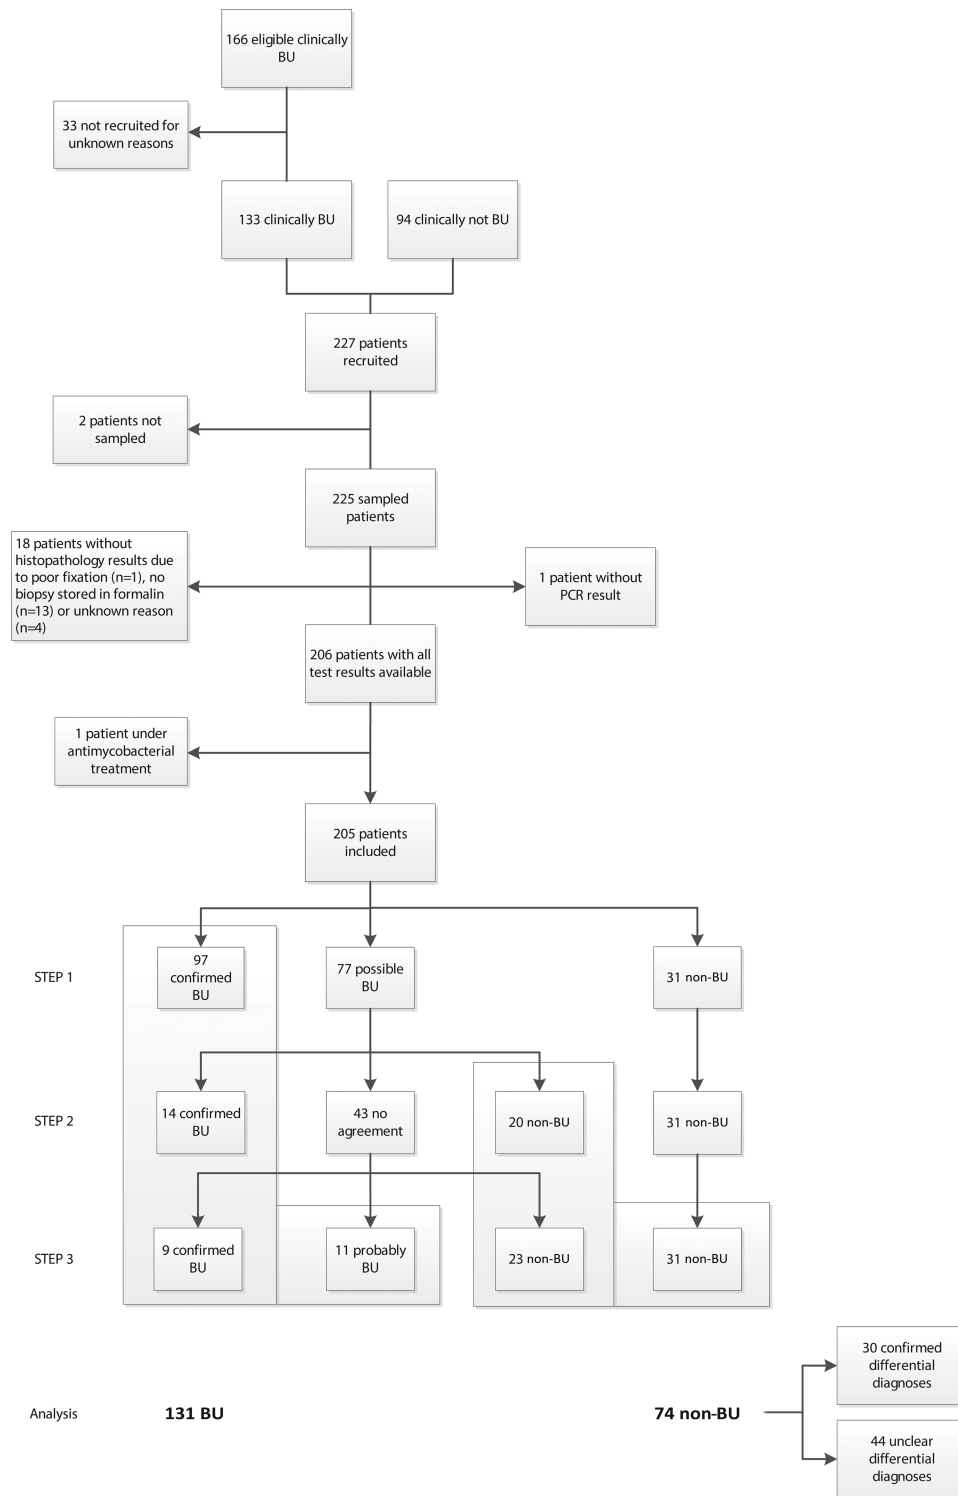 166 eligible clinically
BU
33 not recruited for
unknown reasons
133 clinically BU
94 clinically not BU
227 patients
recruited
2 patients not
sampled
225 sampled
patients
18 patients without
histopathology results due
to poor fixation (n=1), no
biopsy stored in formalin
(n=13) or unknown reason
(n=4)
1 patient without
PCR result
206 patients with all
test results available
1 patient under
antimycobacterial
treatment
205 patients
included
STEP 1
97
confirmed
BU
77 possible
BU
31 non-BU
STEP 2
14 confirmed
BU
43 no
agreement
20 non-BU
31 non-BU
STEP 3
9 confirmed
BU
11 probably
BU
23 non-BU
31 non-BU
30 confirmed
differential
diagnoses
Analysis
131 BU
74 non-BU
44 unclear
differential
diagnoses